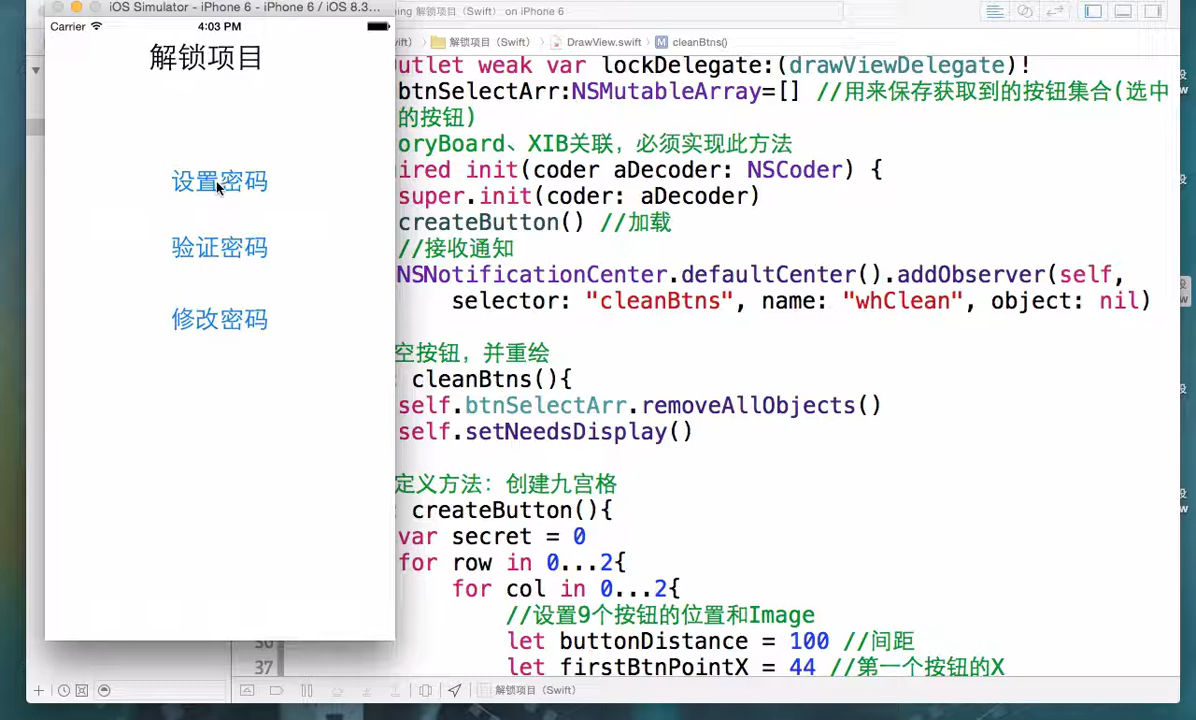 iOS Simulator - iPhone 6 - iPhone 6 / iOS 8.3...
Carrier
4:03 PM
解锁项目
设置密码
验证密码
修改密码
ning 解锁项目（Swift）on iPhone 6
ft） 解锁项目（Swift） DrawView.swift M cleanBtns()
utlet weak var lockDelegate:(drawViewDelegate)!
btnSelectArr:NSMutableArray=[] //用来保存获取到的按钮集合(选中
的按钮)
oryBoard、XIB关联，必须实现此方法
ired init(coder aDecoder: NSCoder) {
super.init(coder: aDecoder)
createButton() //加载
//接收通知
NSNotificationCenter.defaultCenter().addObserver(self,
selector: "cleanBtns", name: "whClean", object: nil)
空按钮，并重绘
cleanBtns(){
self.btnSelectArr.removeAllObjects()
self.setNeedsDisplay()
定义方法：创建九宫格
createButton(){
var secret = 0
for row in 0...2{
for col in 0...2{
//设置9个按钮的位置和Image
36 let buttonDistance = 100 //间距
37 let firstBtnPointX = 44 //第一个按钮的X
解锁项目（Swift）